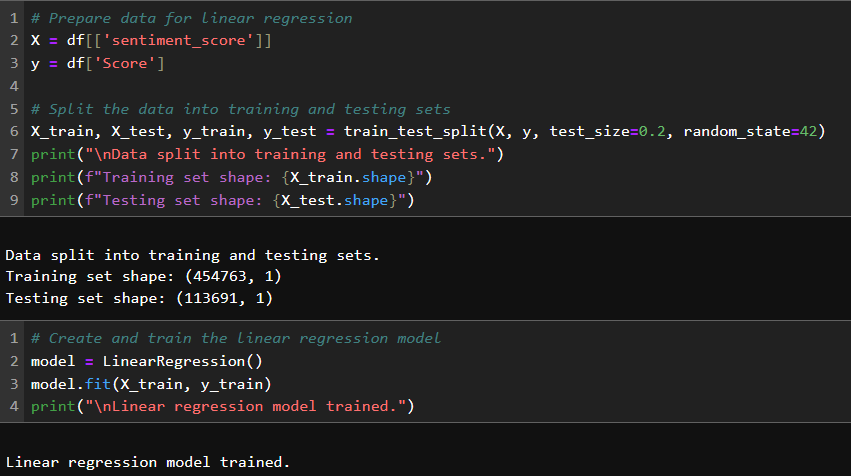 1 # Prepare data for linear regression
2 X = df[['sentiment_score']]
3 y = df['Score']
4
5 # Split the data into training and testing sets
6 X_train, X_test, y_train, y_test = train_test_split(X, y, test_size=0.2, random_state=42)
7 print("\nData split into training and testing sets.")
8 print(f"Training set shape: {X_train.shape}")
9 print(f"Testing set shape: {X_test.shape}")
Data split into training and testing sets.
Training set shape: (454763, 1)
Testing set shape: (113691, 1)
1 # Create and train the linear regression model
2 model = LinearRegression()
3 model.fit(X_train, y_train)
4 print("\nLinear regression model trained.")
Linear regression model trained.